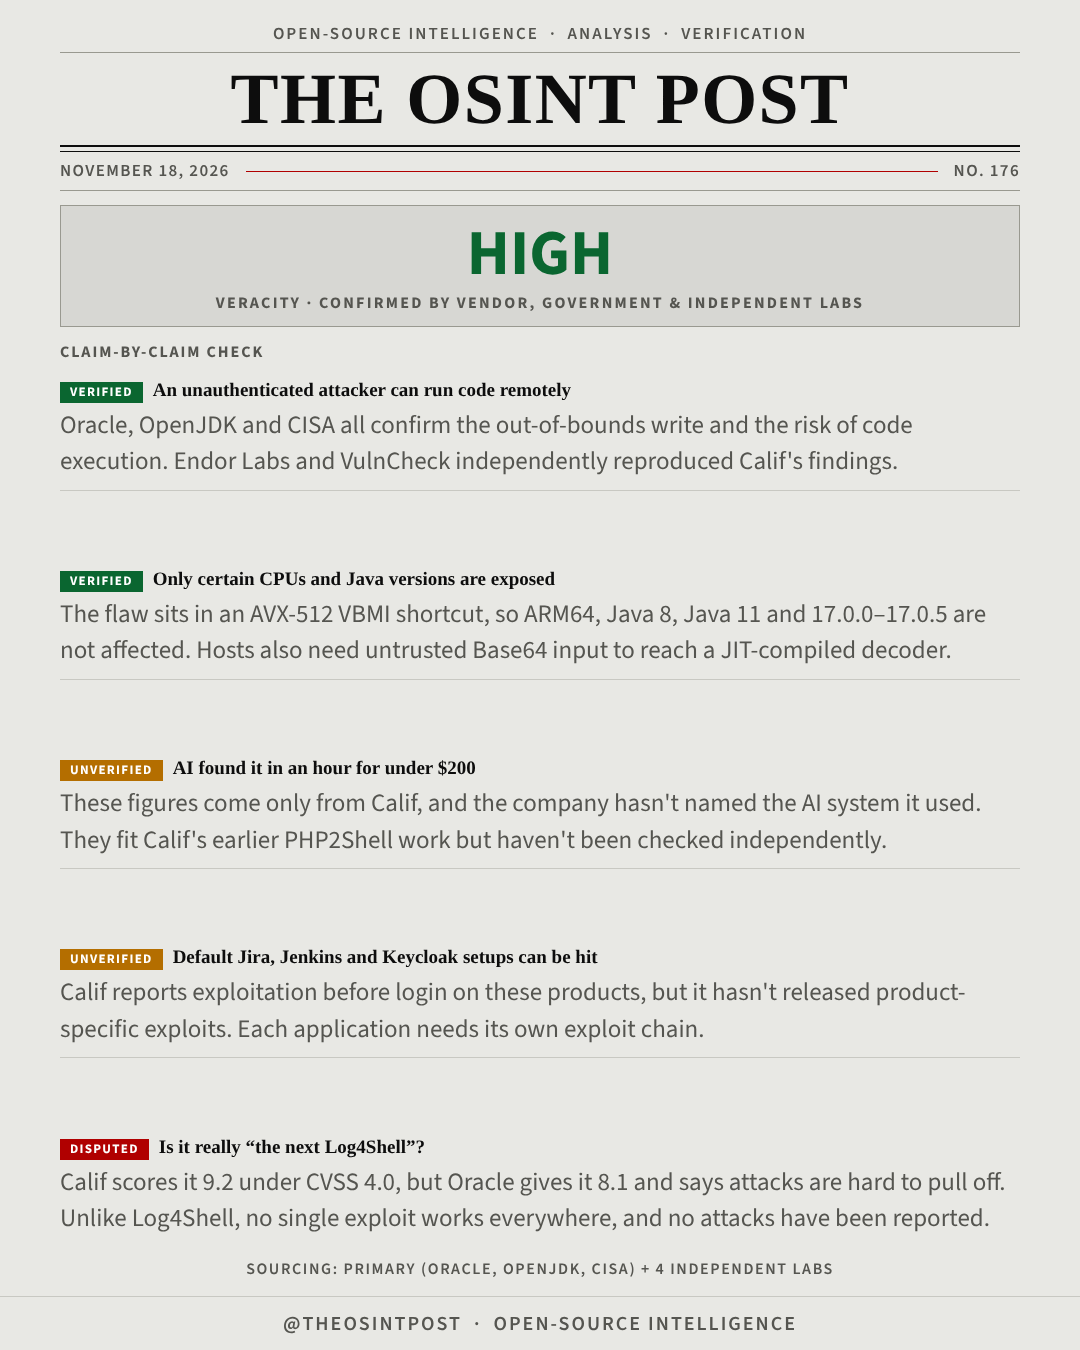 OPEN-SOURCE INTELLIGENCE · ANALYSIS · VERIFICATION
THE OSINT POST
NOVEMBER 18, 2026
NO. 176
HIGH
VERACITY · CONFIRMED BY VENDOR, GOVERNMENT & INDEPENDENT LABS
CLAIM-BY-CLAIM CHECK
VERIFIED An unauthenticated attacker can run code remotely
Oracle, OpenJDK and CISA all confirm the out-of-bounds write and the risk of code
execution. Endor Labs and VulnCheck independently reproduced Calif's findings.
VERIFIED Only certain CPUs and Java versions are exposed
The flaw sits in an AVX-512 VBMI shortcut, so ARM64, Java 8, Java 11 and 17.0.0–17.0.5 are
not affected. Hosts also need untrusted Base64 input to reach a JIT-compiled decoder.
UNVERIFIED AI found it in an hour for under $200
These figures come only from Calif, and the company hasn't named the AI system it used.
They fit Calif's earlier PHP2Shell work but haven't been checked independently.
UNVERIFIED Default Jira, Jenkins and Keycloak setups can be hit
Calif reports exploitation before login on these products, but it hasn't released product-
specific exploits. Each application needs its own exploit chain.
DISPUTED Is it really “the next Log4Shell”?
Calif scores it 9.2 under CVSS 4.0, but Oracle gives it 8.1 and says attacks are hard to pull off.
Unlike Log4Shell, no single exploit works everywhere, and no attacks have been reported.
SOURCING: PRIMARY (ORACLE, OPENJDK, CISA) + 4 INDEPENDENT LABS
@THEOSINTPOST · OPEN-SOURCE INTELLIGENCE